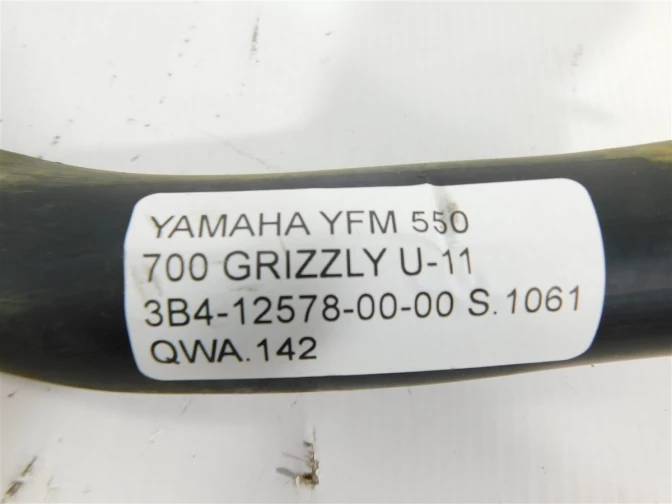 YAMAHA YFM 550
700 GRIZZLY U-11
3B4-12578-00-00 S.1061
QWA.142